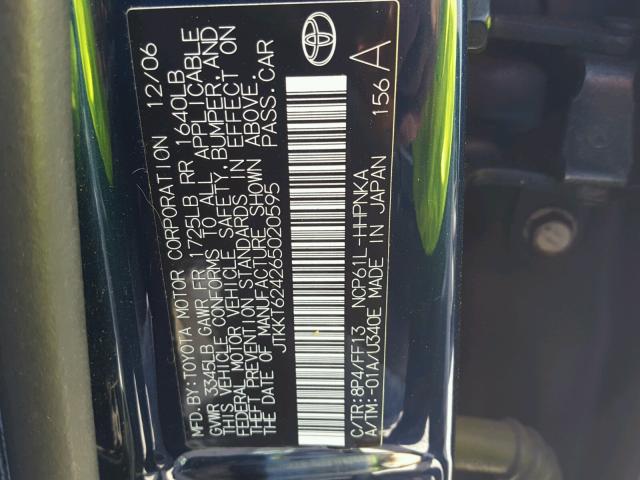 MFD. BY: TOYOTA MOTOR CORPORATION 12/06
GVWR 3345LB GAWR FR 1725LB RR 1640LB
THIS VEHICLE CONFORMS TO ALL APPLICABLE
FEDERAL MOTOR VEHICLE SAFETY, BUMPER, AND
THEFT PREVENTION STANDARDS IN EFFECT ON
THE DATE OF MANUFACTURE SHOWN ABOVE.
JTKKT624265020595 PASS. CAR
C/TR: 8P4/FF13 NCP61L-HHPNKA 156 A
A/TM: -01A/U340E MADE IN JAPAN